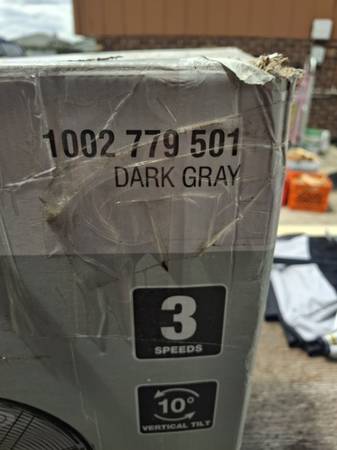 1002 779 501
DARK GRAY
3
SPEEDS
10°
VERTICAL TILT